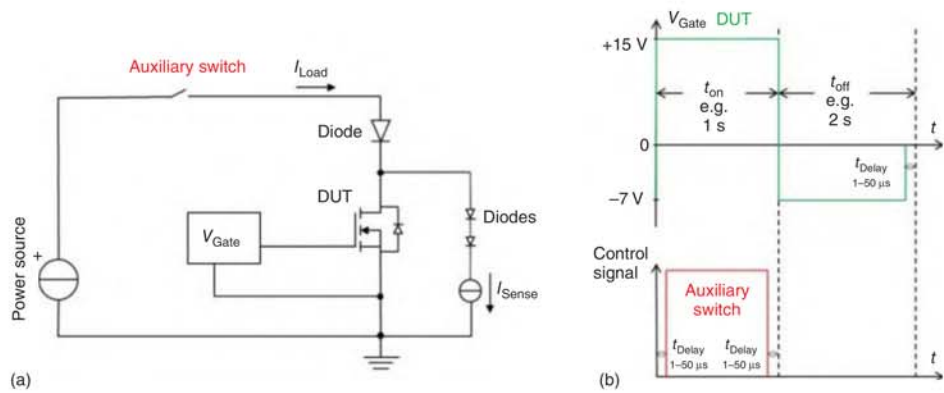 Auxiliary switch
I_Load
Diode
DUT
Diodes
V_Gate
Power source
+
I_Sense
(a)
V_Gate DUT
+15 V
t_on
e.g.
1 s
t_off
e.g.
2 s
t
0
t_Delay
1–50 µs
–7 V
Control
signal
Auxiliary
switch
t_Delay
1–50 µs
t_Delay
1–50 µs
t
(b)